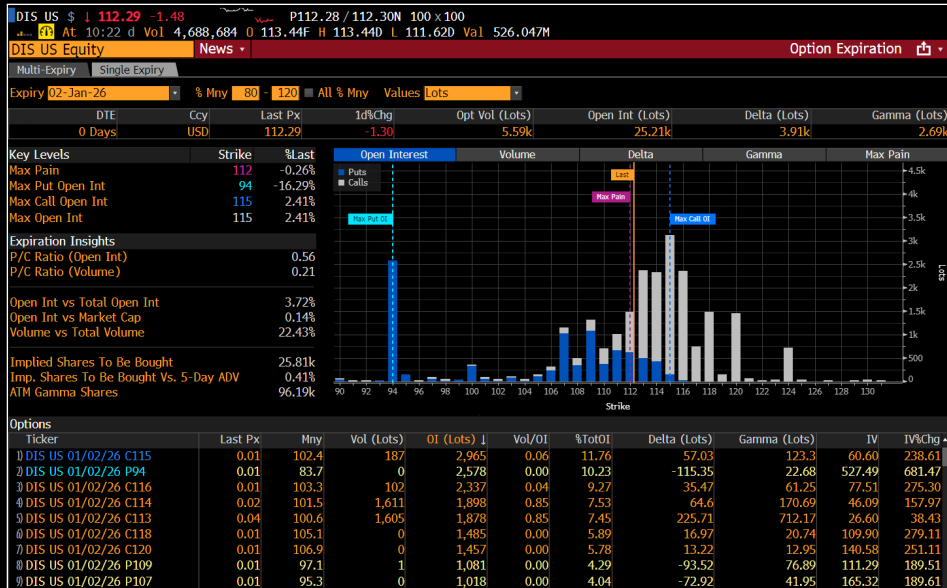 DIS US $ ↓ 112.29 -1.48 P112.28 / 112.30N 100 x 100
At 10:22 d Vol 4,688,684 O 113.44F H 113.44D L 111.62D Val 526.047M
DIS US Equity News Option Expiration
Multi-Expiry Single Expiry
Expiry 02-Jan-26 % Mny 80 - 120 All % Mny Values Lots
DTE Ccy Last Px 1d%Chg Opt Vol (Lots) Open Int (Lots) Delta (Lots) Gamma (Lots)
0 Days USD 112.29 -1.30 5.59k 25.21k 3.91k 2.69k
Key Levels Strike %Last
Max Pain 112 -0.26%
Max Put Open Int 94 -16.29%
Max Call Open Int 115 2.41%
Max Open Int 115 2.41%
Expiration Insights
P/C Ratio (Open Int) 0.56
P/C Ratio (Volume) 0.21
Open Int vs Total Open Int 3.72%
Open Int vs Market Cap 0.14%
Volume vs Total Volume 22.43%
Implied Shares To Be Bought 25.81k
Imp. Shares To Be Bought Vs. 5-Day ADV 0.41%
ATM Gamma Shares 96.19k
Open Interest Volume Delta Gamma Max Pain
Puts
Calls
Last
Max Pain
Max Put OI
Max Call OI
4.5k
4k
3.5k
3k
2.5k
2k
1.5k
1k
500
0
Lots
90 92 94 96 98 100 102 104 106 108 110 112 114 116 118 120 122 124 126 128 130
Strike
Options
Ticker Last Px Mny Vol (Lots) OI (Lots) ↓ Vol/OI %TotOI Delta (Lots) Gamma (Lots) IV IV%Chg
1) DIS US 01/02/26 C115 0.01 102.4 187 2,965 0.06 11.76 57.03 123.3 60.60 238.61
2) DIS US 01/02/26 P94 0.01 83.7 0 2,578 0.00 10.23 -115.35 22.68 527.49 681.47
3) DIS US 01/02/26 C116 0.01 103.3 102 2,337 0.04 9.27 35.47 61.25 77.51 275.30
4) DIS US 01/02/26 C114 0.02 101.5 1,611 1,898 0.85 7.53 64.6 170.69 46.09 157.97
5) DIS US 01/02/26 C113 0.04 100.6 1,605 1,878 0.85 7.45 225.71 712.17 26.60 38.43
6) DIS US 01/02/26 C118 0.01 105.1 0 1,485 0.00 5.89 16.97 20.74 109.90 279.11
7) DIS US 01/02/26 C120 0.01 106.9 0 1,457 0.00 5.78 13.22 12.95 140.58 251.11
8) DIS US 01/02/26 P109 0.01 97.1 1 1,081 0.00 4.29 -93.52 76.89 111.29 189.51
9) DIS US 01/02/26 P107 0.01 95.3 0 1,018 0.00 4.04 -72.92 41.95 165.32 189.61